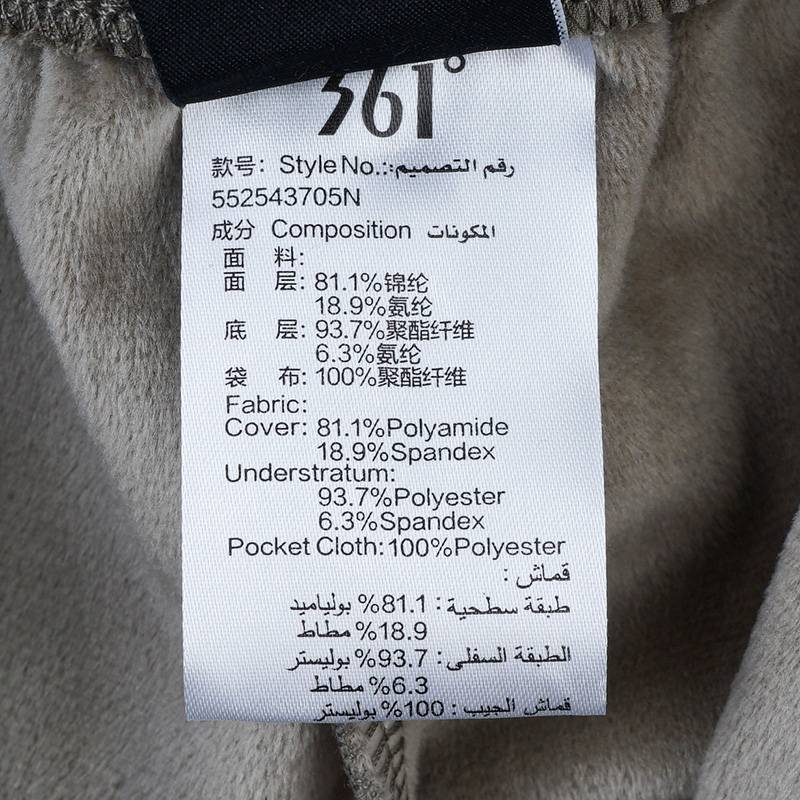 361°
款号: Style No.: رقم التصميم:
552543705N
成分 Composition المكونات
面 料:
面 层: 81.1%锦纶
18.9%氨纶
底 层: 93.7%聚酯纤维
6.3%氨纶
袋 布: 100%聚酯纤维
Fabric:
Cover: 81.1%Polyamide
18.9%Spandex
Understratum:
93.7%Polyester
6.3%Spandex
Pocket Cloth:100%Polyester
قماش :
طبقة سطحية : 81.1% بولياميد
18.9% مطاط
الطبقة السفلى : 93.7% بوليستر
6.3% مطاط
قماش الجيب : 100% بوليستر